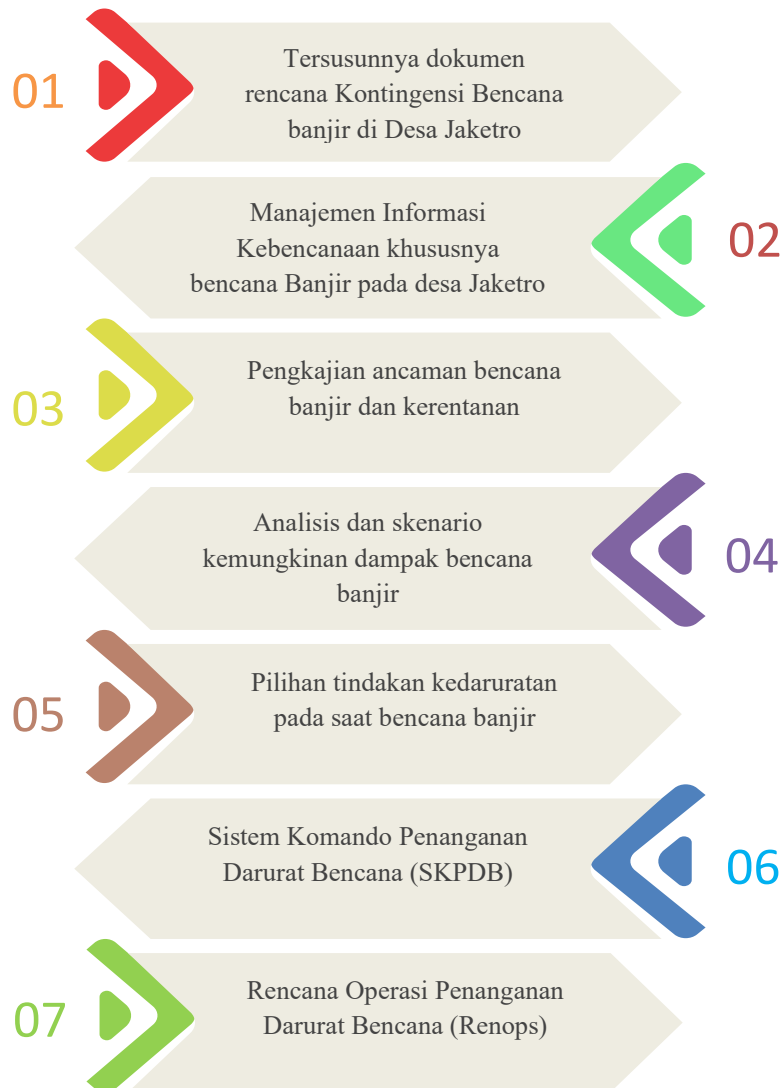 01
Tersusunnya dokumen
rencana Kontingensi Bencana
banjir di Desa Jaketro
02
Manajemen Informasi
Kebencanaan khususnya
bencana Banjir pada desa Jaketro
03
Pengkajian ancaman bencana
banjir dan kerentanan
04
Analisis dan skenario
kemungkinan dampak bencana
banjir
05
Pilihan tindakan kedaruratan
pada saat bencana banjir
06
Sistem Komando Penanganan
Darurat Bencana (SKPDB)
07
Rencana Operasi Penanganan
Darurat Bencana (Renops)